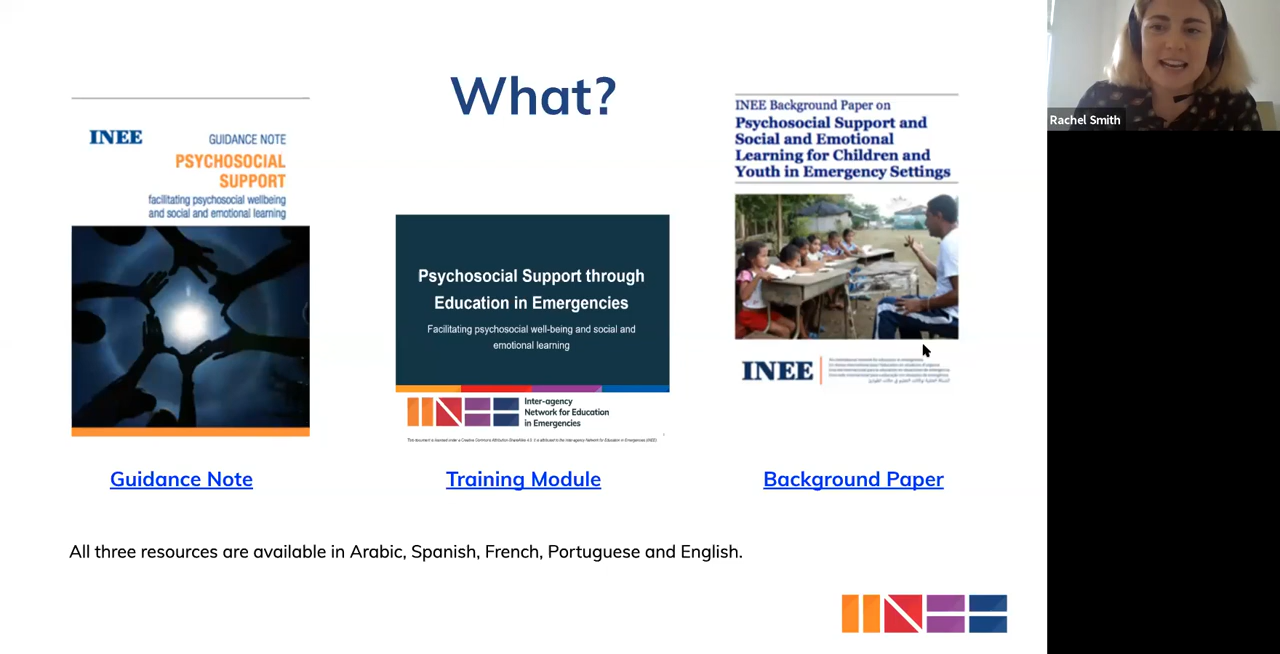 What?
INEE
GUIDANCE NOTE
PSYCHOSOCIAL
SUPPORT
facilitating psychosocial wellbeing
and social and emotional learning
Guidance Note
Psychosocial Support through
Education in Emergencies
Facilitating psychosocial well-being and social and
emotional learning
INEE
Inter-agency
Network for Education
in Emergencies
Training Module
INEE Background Paper on
Psychosocial Support and
Social and Emotional
Learning for Children and
Youth in Emergency Settings
INEE
Background Paper
All three resources are available in Arabic, Spanish, French, Portuguese and English.
INEE
Rachel Smith